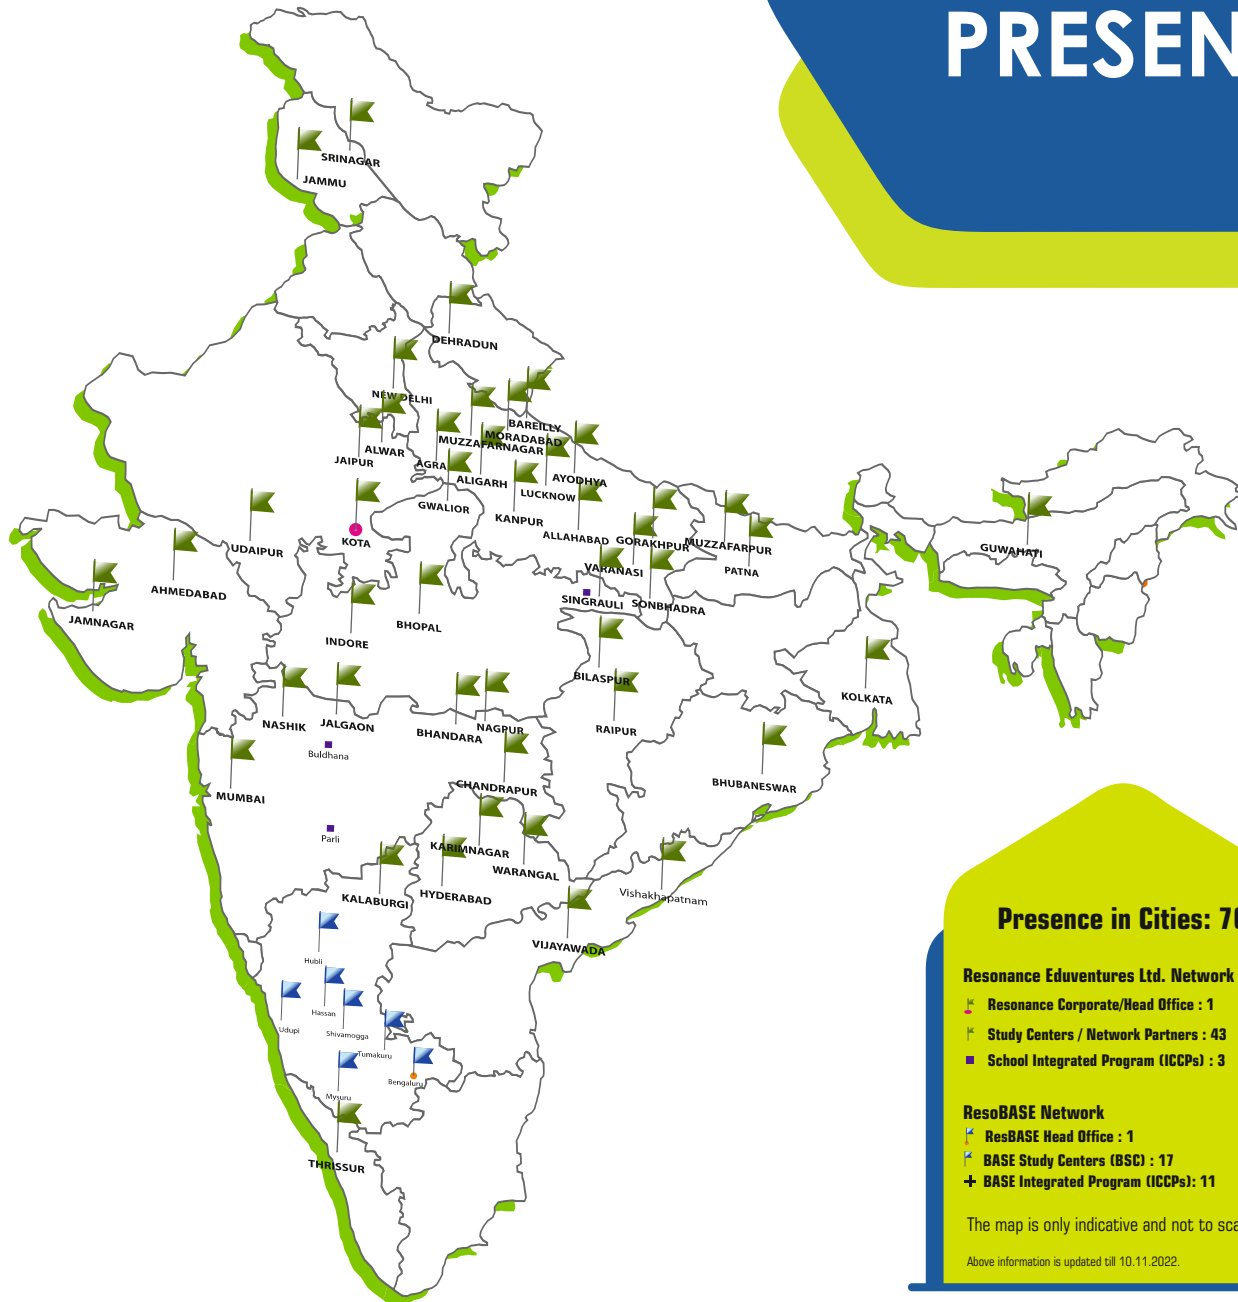 PRESEN
SRINAGAR
JAMMU
DEHRADUN
NEW DELHI
BAREILLY
MORADABAD
MUZZAFARNAGAR
ALWAR
JAIPUR
AGRA
ALIGARH
AYODHYA
LUCKNOW
GWALIOR
KANPUR
ALLAHABAD
GORAKHPUR
MUZZAFARPUR
KOTA
UDAIPUR
GUWAHATI
VARANASI
PATNA
AHMEDABAD
SINGRAULI
SONBHADRA
JAMNAGAR
BHOPAL
INDORE
BILASPUR
KOLKATA
NASHIK
JALGAON
BHANDARA
NAGPUR
RAIPUR
Buldhana
CHANDRAPUR
BHUBANESWAR
MUMBAI
Parli
KARIMNAGAR
WARANGAL
KALABURGI
HYDERABAD
Vishakhapatnam
VIJAYAWADA
Hubli
Hassan
Udupi
Shivamogga
Tumakuru
Bengaluru
Mysuru
THRISSUR
Presence in Cities: 70
Resonance Eduventures Ltd. Network
Resonance Corporate/Head Office : 1
Study Centers / Network Partners : 43
School Integrated Program (ICCPs) : 3
ResoBASE Network
ResBASE Head Office : 1
BASE Study Centers (BSC) : 17
BASE Integrated Program (ICCPs): 11
The map is only indicative and not to sca
Above information is updated till 10.11.2022.